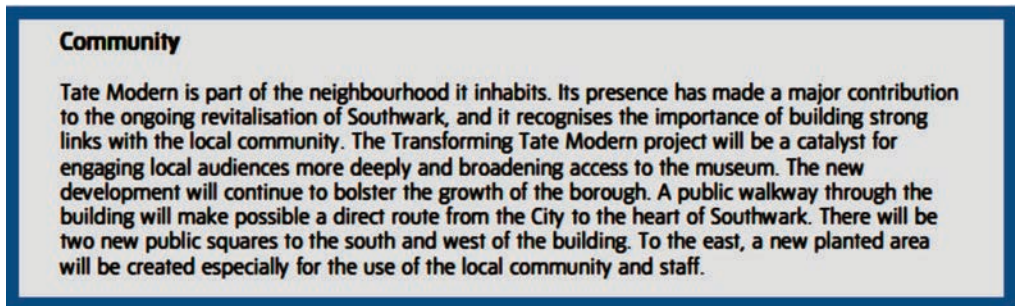 Community
Tate Modern is part of the neighbourhood it inhabits. Its presence has made a major contribution
to the ongoing revitalisation of Southwark, and it recognises the importance of building strong
links with the local community. The Transforming Tate Modern project will be a catalyst for
engaging local audiences more deeply and broadening access to the museum. The new
development will continue to bolster the growth of the borough. A public walkway through the
building will make possible a direct route from the City to the heart of Southwark. There will be
two new public squares to the south and west of the building. To the east, a new planted area
will be created especially for the use of the local community and staff.